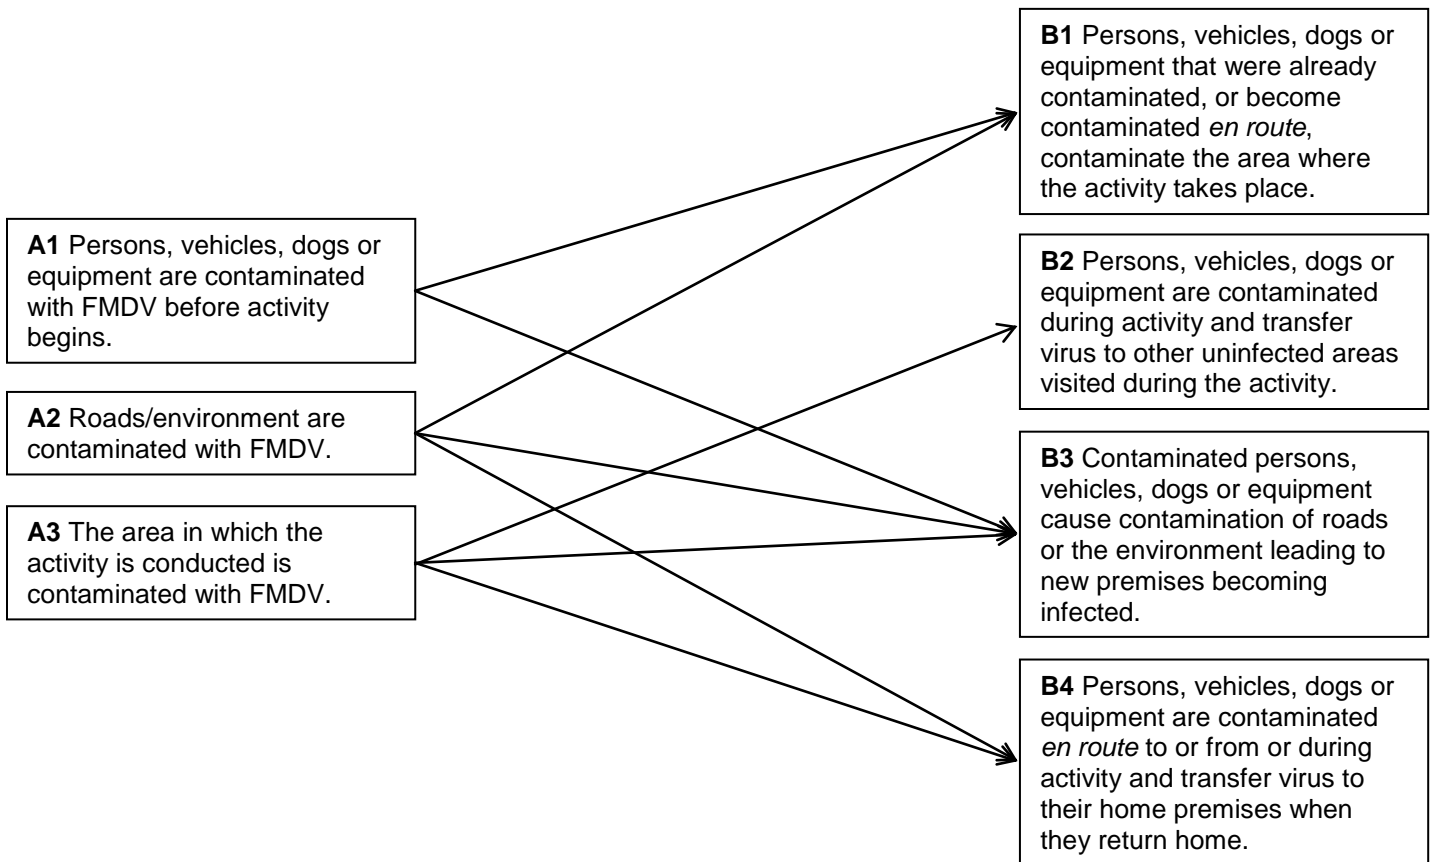 A1 Persons, vehicles, dogs or
equipment are contaminated
with FMDV before activity
begins.
A2 Roads/environment are
contaminated with FMDV.
A3 The area in which the
activity is conducted is
contaminated with FMDV.
B1 Persons, vehicles, dogs or
equipment that were already
contaminated, or become
contaminated en route,
contaminate the area where
the activity takes place.
B2 Persons, vehicles, dogs or
equipment are contaminated
during activity and transfer
virus to other uninfected areas
visited during the activity.
B3 Contaminated persons,
vehicles, dogs or equipment
cause contamination of roads
or the environment leading to
new premises becoming
infected.
B4 Persons, vehicles, dogs or
equipment are contaminated
en route to or from or during
activity and transfer virus to
their home premises when
they return home.